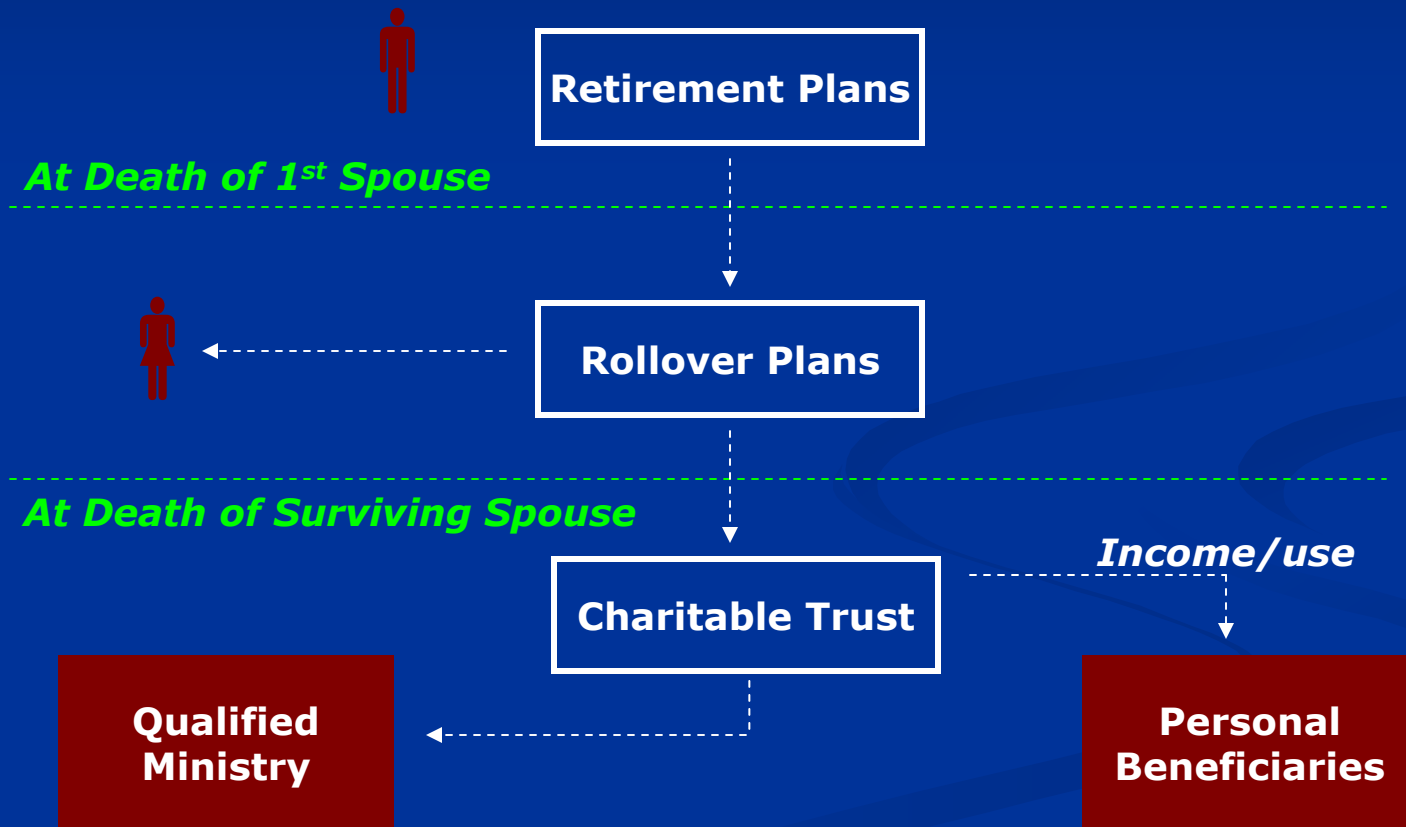 Retirement Plans
At Death of 1st Spouse
Rollover Plans
At Death of Surviving Spouse
Income/use
Charitable Trust
Qualified
Ministry
Personal
Beneficiaries